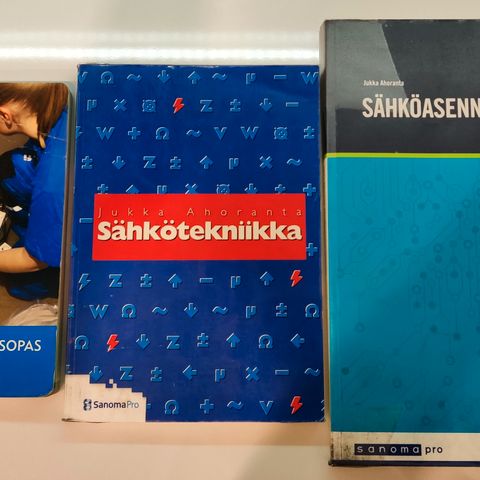 SOPAS
Jukka Ahoranta
Sähkötekniikka
SanomaPro
Jukka Ahoranta
SÄHKÖASENN
sanoma pro